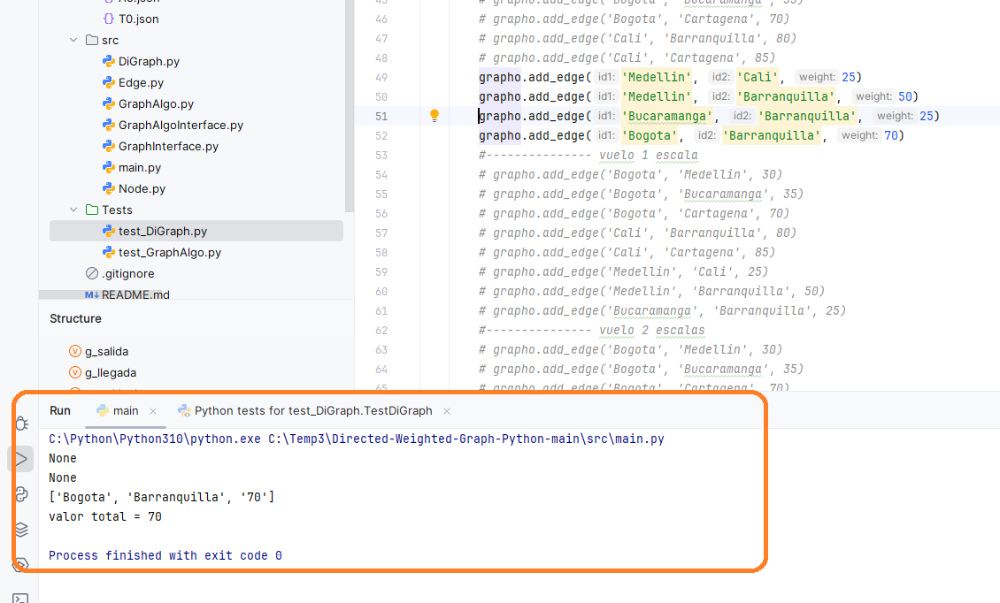 {} T0.json
src
DiGraph.py
Edge.py
GraphAlgo.py
GraphAlgoInterface.py
GraphInterface.py
main.py
Node.py
Tests
test_DiGraph.py
test_GraphAlgo.py
.gitignore
M↓ README.md
Structure
g_salida
g_llegada
46 # grapho.add_edge('Bogota', 'Cartagena', 70)
47 # grapho.add_edge('Cali', 'Barranquilla', 80)
48 # grapho.add_edge('Cali', 'Cartagena', 85)
49 grapho.add_edge( id1: 'Medellin', id2: 'Cali', weight: 25)
50 grapho.add_edge( id1: 'Medellin', id2: 'Barranquilla', weight: 50)
51 grapho.add_edge( id1: 'Bucaramanga', id2: 'Barranquilla', weight: 25)
52 grapho.add_edge( id1: 'Bogota', id2: 'Barranquilla', weight: 70)
53 #--------------- vuelo 1 escala
54 # grapho.add_edge('Bogota', 'Medellin', 30)
55 # grapho.add_edge('Bogota', 'Bucaramanga', 35)
56 # grapho.add_edge('Bogota', 'Cartagena', 70)
57 # grapho.add_edge('Cali', 'Barranquilla', 80)
58 # grapho.add_edge('Cali', 'Cartagena', 85)
59 # grapho.add_edge('Medellin', 'Cali', 25)
60 # grapho.add_edge('Medellin', 'Barranquilla', 50)
61 # grapho.add_edge('Bucaramanga', 'Barranquilla', 25)
62 #--------------- vuelo 2 escalas
63 # grapho.add_edge('Bogota', 'Medellin', 30)
64 # grapho.add_edge('Bogota', 'Bucaramanga', 35)
65 # grapho.add_edge('Bogota', 'Cartagena', 70)
Run main × Python tests for test_DiGraph.TestDiGraph ×
C:\Python\Python310\python.exe C:\Temp3\Directed-Weighted-Graph-Python-main\src\main.py
None
None
['Bogota', 'Barranquilla', '70']
valor total = 70
Process finished with exit code 0